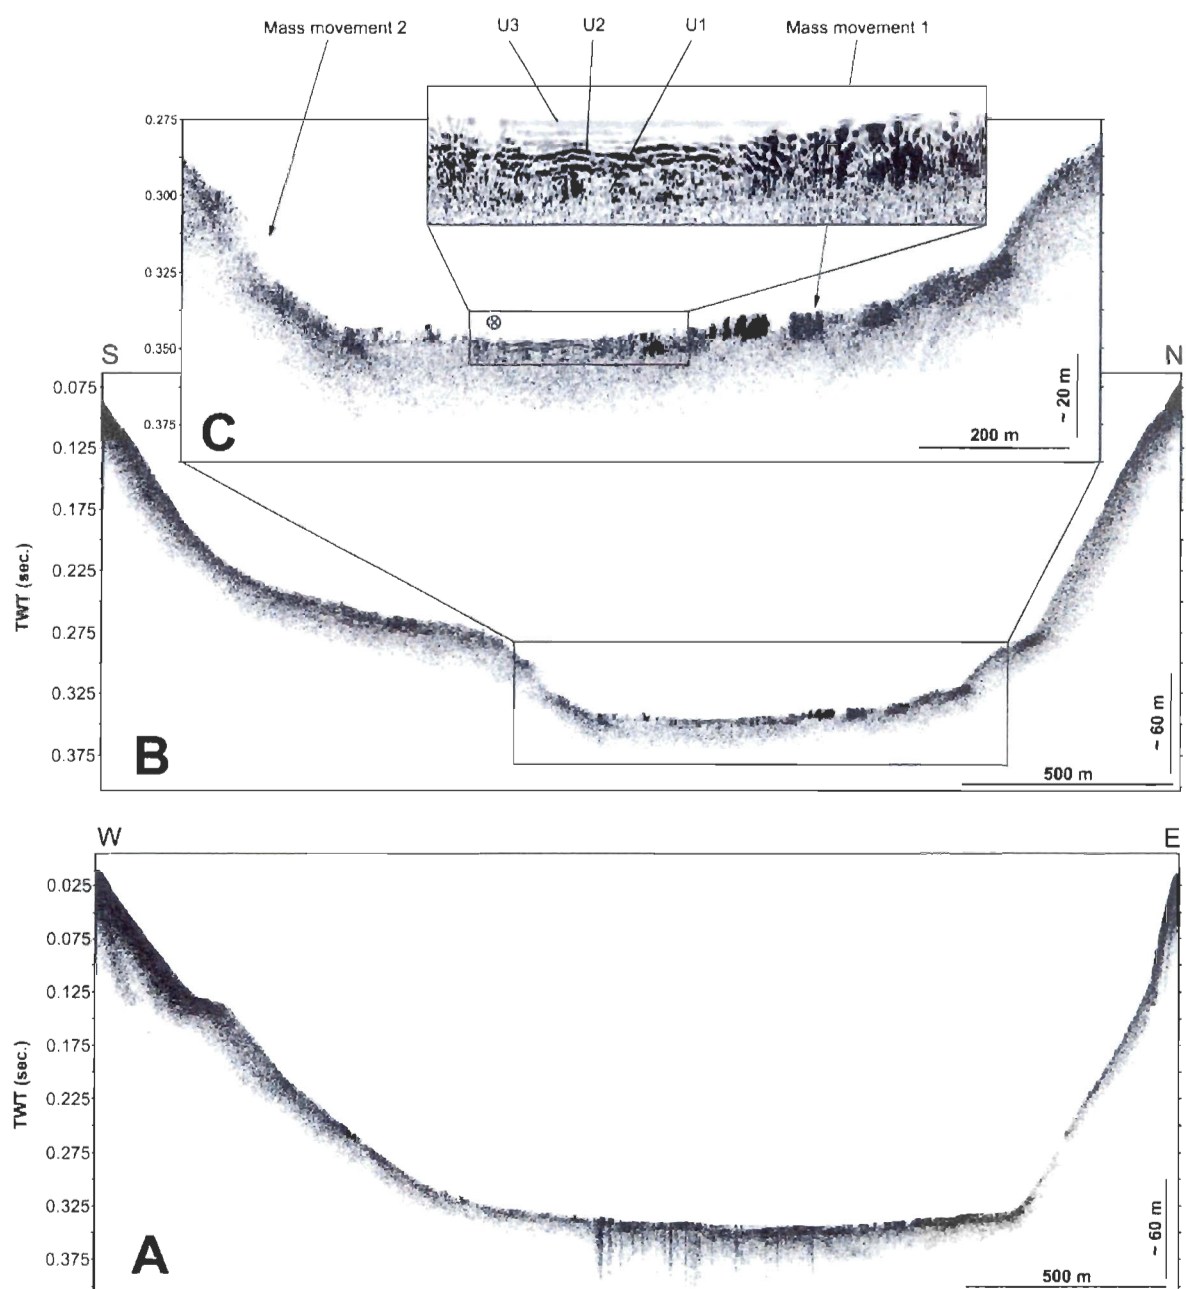 Mass movement 2 U3 U2 U1 Mass movement 1
0.275
0.300
0.325
0.350
0.375
C
~ 20 m
200 m
S N
0.075
0.125
0.175
0.225
0.275
0.325
0.375
TWT (sec.)
B
~ 60 m
500 m
W E
0.025
0.075
0.125
0.175
0.225
0.275
0.325
0.375
TWT (sec.)
A
~ 60 m
500 m